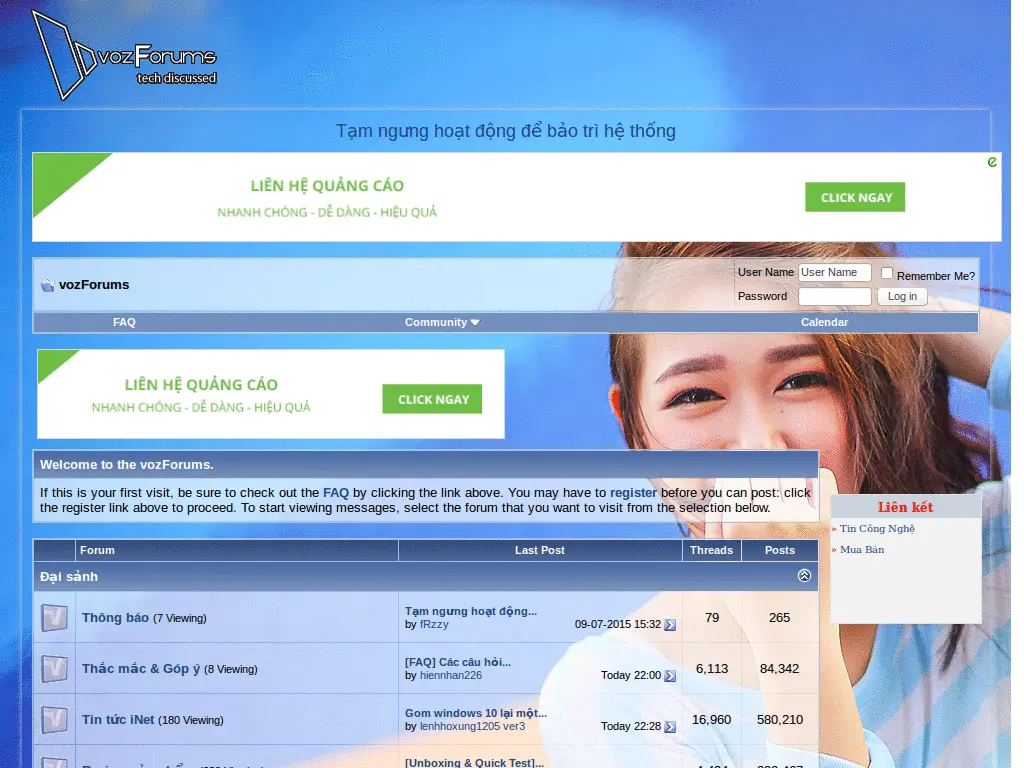 vozForums
tech discussed
Tạm ngưng hoạt động để bảo trì hệ thống
LIÊN HỆ QUẢNG CÁO
NHANH CHÓNG - DỄ DÀNG - HIỆU QUẢ
CLICK NGAY
vozForums
User Name User Name Remember Me?
Password Log in
FAQ Community Calendar
LIÊN HỆ QUẢNG CÁO
NHANH CHÓNG - DỄ DÀNG - HIỆU QUẢ
CLICK NGAY
Welcome to the vozForums.
If this is your first visit, be sure to check out the FAQ by clicking the link above. You may have to register before you can post: click
the register link above to proceed. To start viewing messages, select the forum that you want to visit from the selection below.
Liên kết
» Tin Công Nghệ
» Mua Bán
Forum Last Post Threads Posts
Đại sảnh
Thông báo (7 Viewing)
Tạm ngưng hoạt động...
by fRzzy
09-07-2015 15:32
79
265
Thắc mắc & Góp ý (8 Viewing)
[FAQ] Các câu hỏi...
by hiennhan226
Today 22:00
6,113
84,342
Tin tức iNet (180 Viewing)
Gom windows 10 lại một...
by lenhhoxung1205 ver3
Today 22:28
16,960
580,210
[Unboxing & Quick Test]...